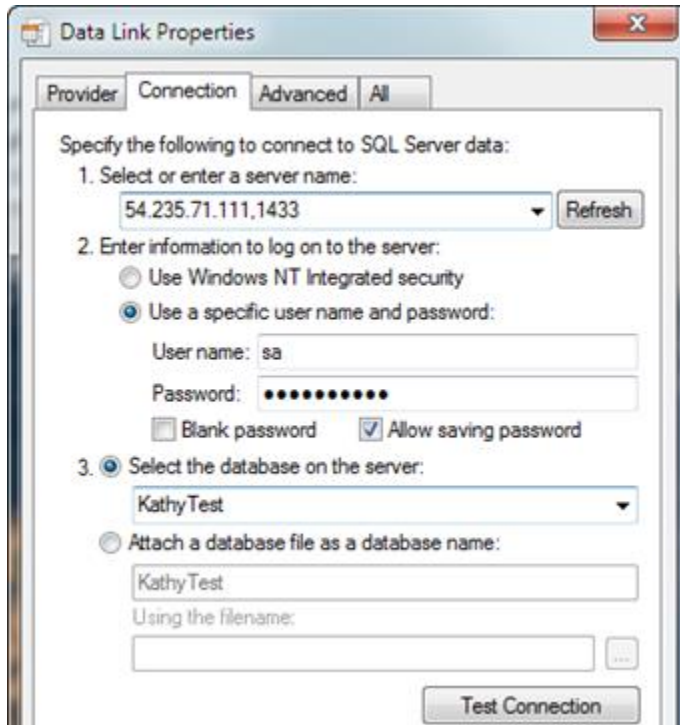 Data Link Properties
Provider Connection Advanced All
Specify the following to connect to SQL Server data:
1. Select or enter a server name:
54.235.71.111,1433 Refresh
2. Enter information to log on to the server:
Use Windows NT Integrated security
Use a specific user name and password:
User name: sa
Password: ●●●●●●●●●●
Blank password Allow saving password
3. Select the database on the server:
KathyTest
Attach a database file as a database name:
KathyTest
Using the filename:
...
Test Connection